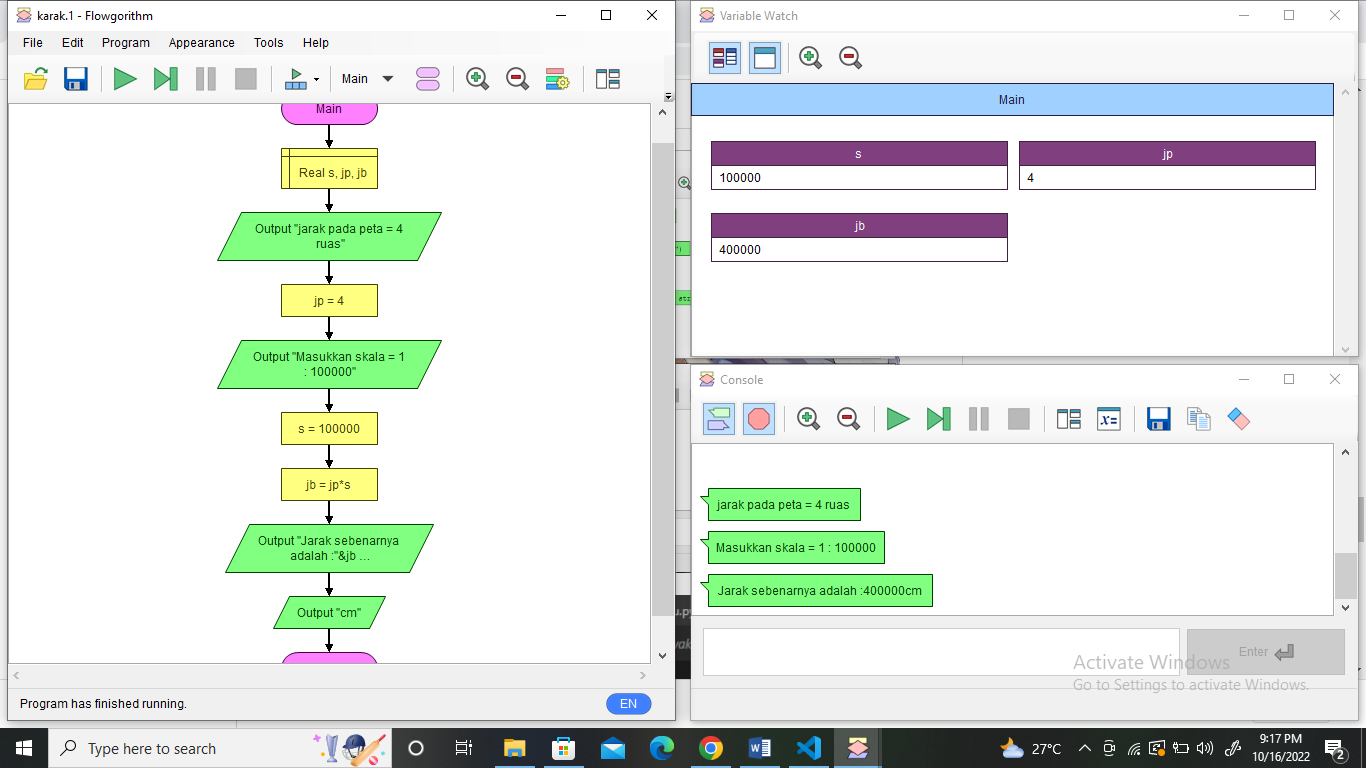 karak.1 - Flowgorithm
File Edit Program Appearance Tools Help
Main
Main
Real s, jp, jb
Output "jarak pada peta = 4
ruas"
jp = 4
Output "Masukkan skala = 1
: 100000"
s = 100000
jb = jp*s
Output "Jarak sebenarnya
adalah :"&jb ...
Output "cm"
Program has finished running.
EN
Variable Watch
Main
s
100000
jp
4
jb
400000
Console
x=
jarak pada peta = 4 ruas
Masukkan skala = 1 : 100000
Jarak sebenarnya adalah :400000cm
Enter
Activate Windows
Go to Settings to activate Windows.
Type here to search
27°C
9:17 PM
10/16/2022
2